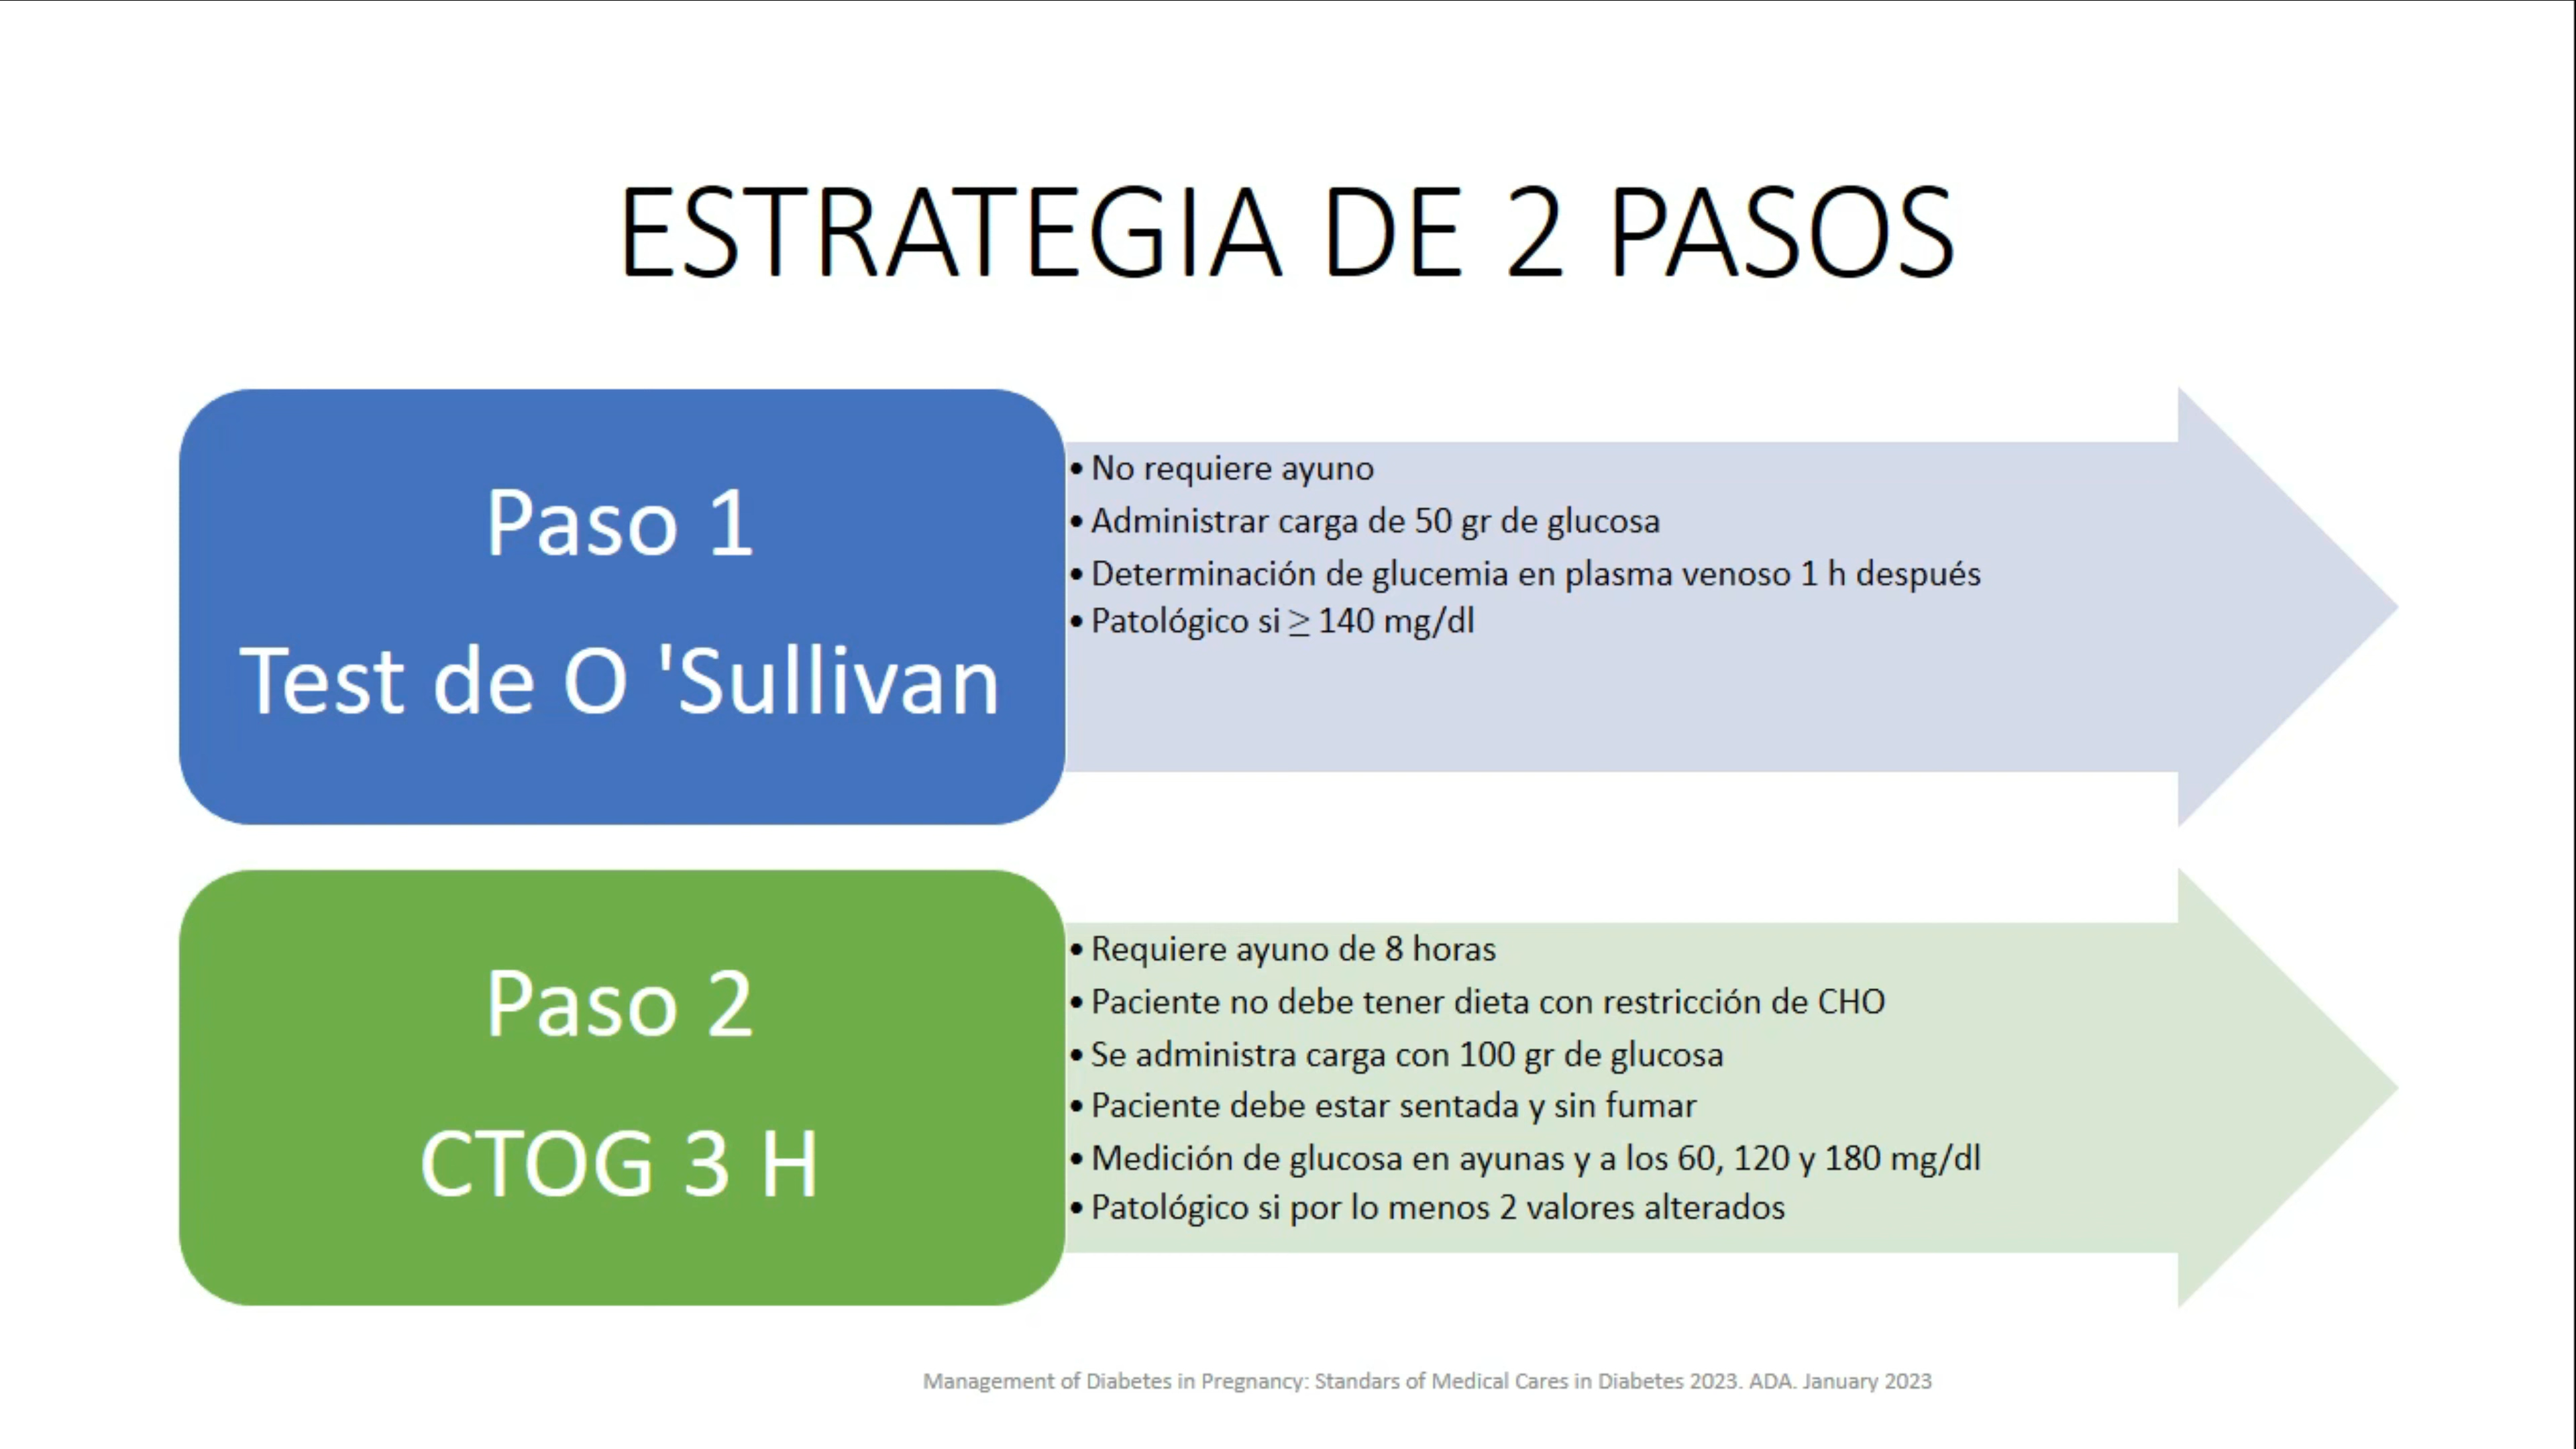 ESTRATEGIA DE 2 PASOS
Paso 1
Test de O 'Sullivan
• No requiere ayuno
• Administrar carga de 50 gr de glucosa
• Determinación de glucemia en plasma venoso 1 h después
• Patológico si ≥ 140 mg/dl
Paso 2
CTOG 3 H
• Requiere ayuno de 8 horas
• Paciente no debe tener dieta con restricción de CHO
• Se administra carga con 100 gr de glucosa
• Paciente debe estar sentada y sin fumar
• Medición de glucosa en ayunas y a los 60, 120 y 180 mg/dl
• Patológico si por lo menos 2 valores alterados
Management of Diabetes in Pregnancy: Standars of Medical Cares in Diabetes 2023. ADA. January 2023